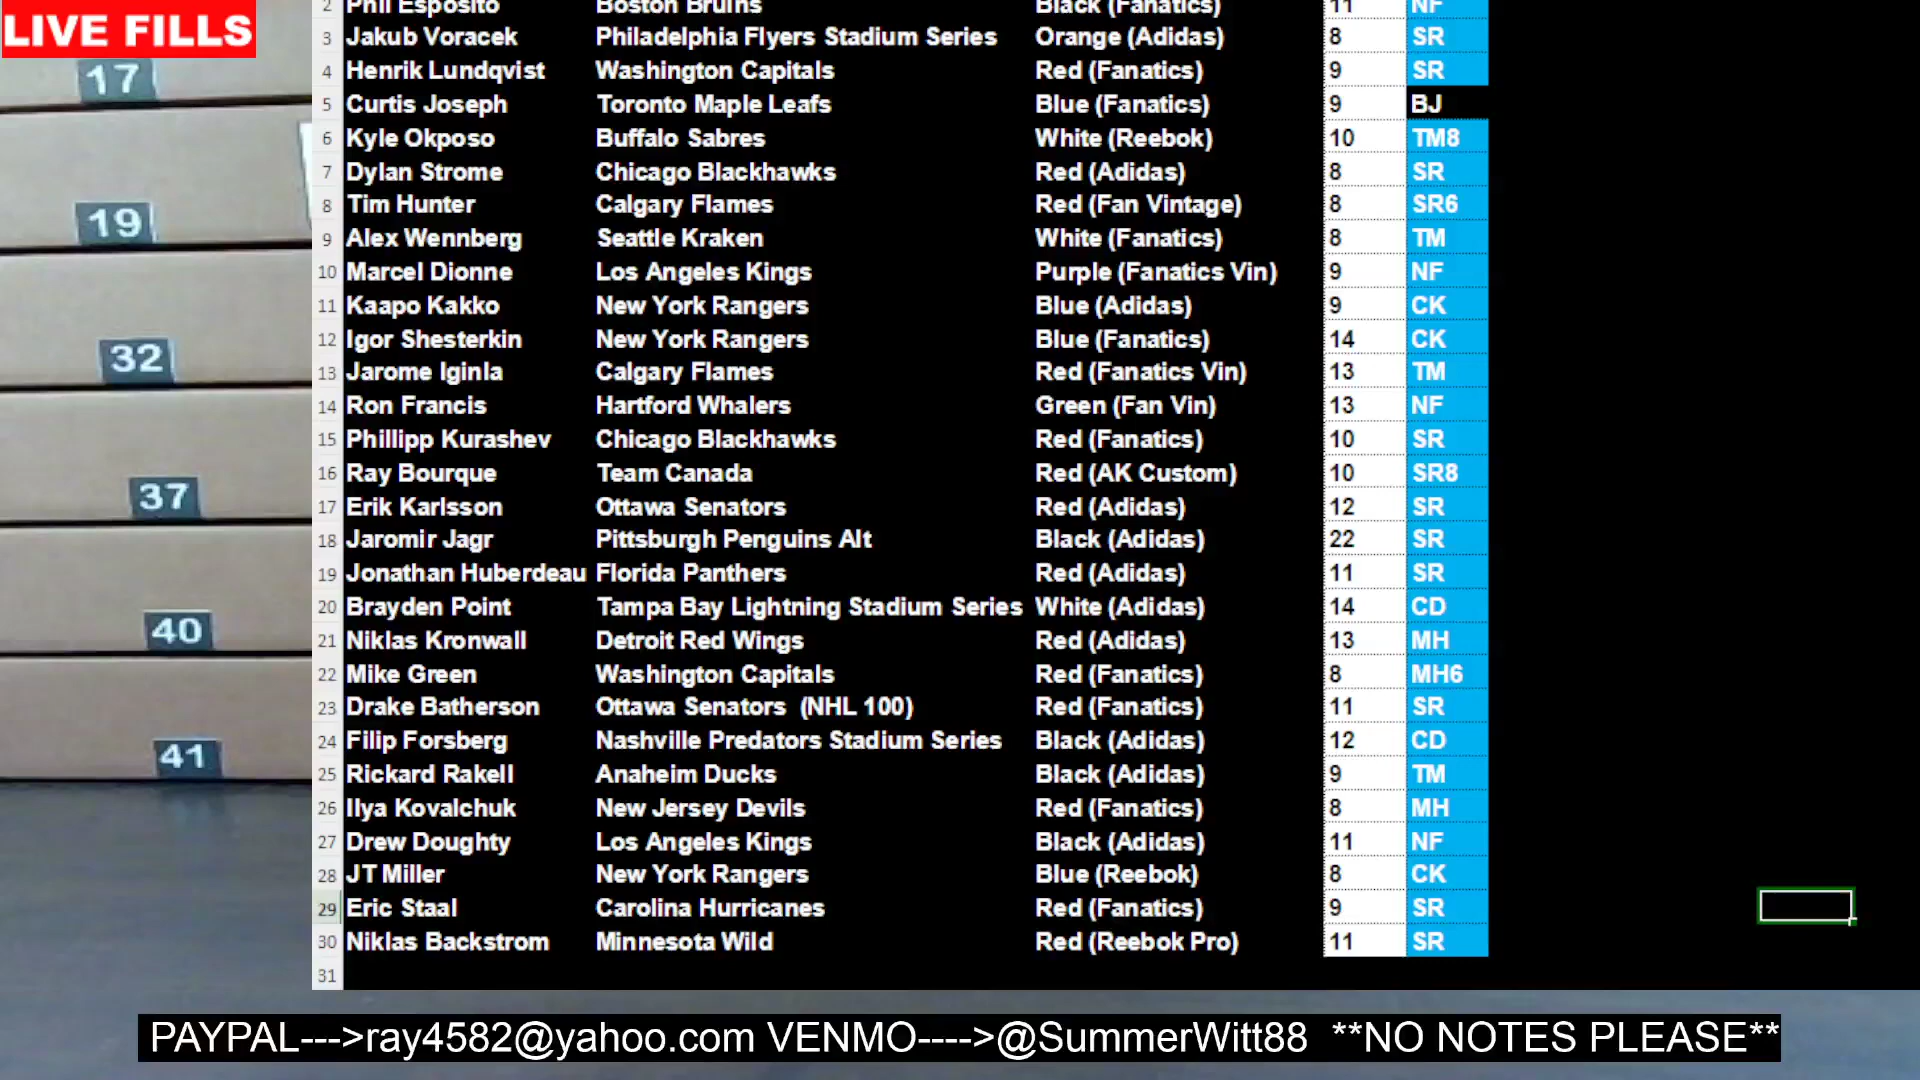 LIVE FILLS
17
19
32
37
40
41
2 Phil Esposito Boston Bruins Black (Fanatics) 11 NF
3 Jakub Voracek Philadelphia Flyers Stadium Series Orange (Adidas) 8 SR
4 Henrik Lundqvist Washington Capitals Red (Fanatics) 9 SR
5 Curtis Joseph Toronto Maple Leafs Blue (Fanatics) 9 BJ
6 Kyle Okposo Buffalo Sabres White (Reebok) 10 TM8
7 Dylan Strome Chicago Blackhawks Red (Adidas) 8 SR
8 Tim Hunter Calgary Flames Red (Fan Vintage) 8 SR6
9 Alex Wennberg Seattle Kraken White (Fanatics) 8 TM
10 Marcel Dionne Los Angeles Kings Purple (Fanatics Vin) 9 NF
11 Kaapo Kakko New York Rangers Blue (Adidas) 9 CK
12 Igor Shesterkin New York Rangers Blue (Fanatics) 14 CK
13 Jarome Iginla Calgary Flames Red (Fanatics Vin) 13 TM
14 Ron Francis Hartford Whalers Green (Fan Vin) 13 NF
15 Phillipp Kurashev Chicago Blackhawks Red (Fanatics) 10 SR
16 Ray Bourque Team Canada Red (AK Custom) 10 SR8
17 Erik Karlsson Ottawa Senators Red (Adidas) 12 SR
18 Jaromir Jagr Pittsburgh Penguins Alt Black (Adidas) 22 SR
19 Jonathan Huberdeau Florida Panthers Red (Adidas) 11 SR
20 Brayden Point Tampa Bay Lightning Stadium Series White (Adidas) 14 CD
21 Niklas Kronwall Detroit Red Wings Red (Adidas) 13 MH
22 Mike Green Washington Capitals Red (Fanatics) 8 MH6
23 Drake Batherson Ottawa Senators (NHL 100) Red (Fanatics) 11 SR
24 Filip Forsberg Nashville Predators Stadium Series Black (Adidas) 12 CD
25 Rickard Rakell Anaheim Ducks Black (Adidas) 9 TM
26 Ilya Kovalchuk New Jersey Devils Red (Fanatics) 8 MH
27 Drew Doughty Los Angeles Kings Black (Adidas) 11 NF
28 JT Miller New York Rangers Blue (Reebok) 8 CK
29 Eric Staal Carolina Hurricanes Red (Fanatics) 9 SR
30 Niklas Backstrom Minnesota Wild Red (Reebok Pro) 11 SR
31
PAYPAL--->ray4582@yahoo.com VENMO---->@SummerWitt88 **NO NOTES PLEASE**